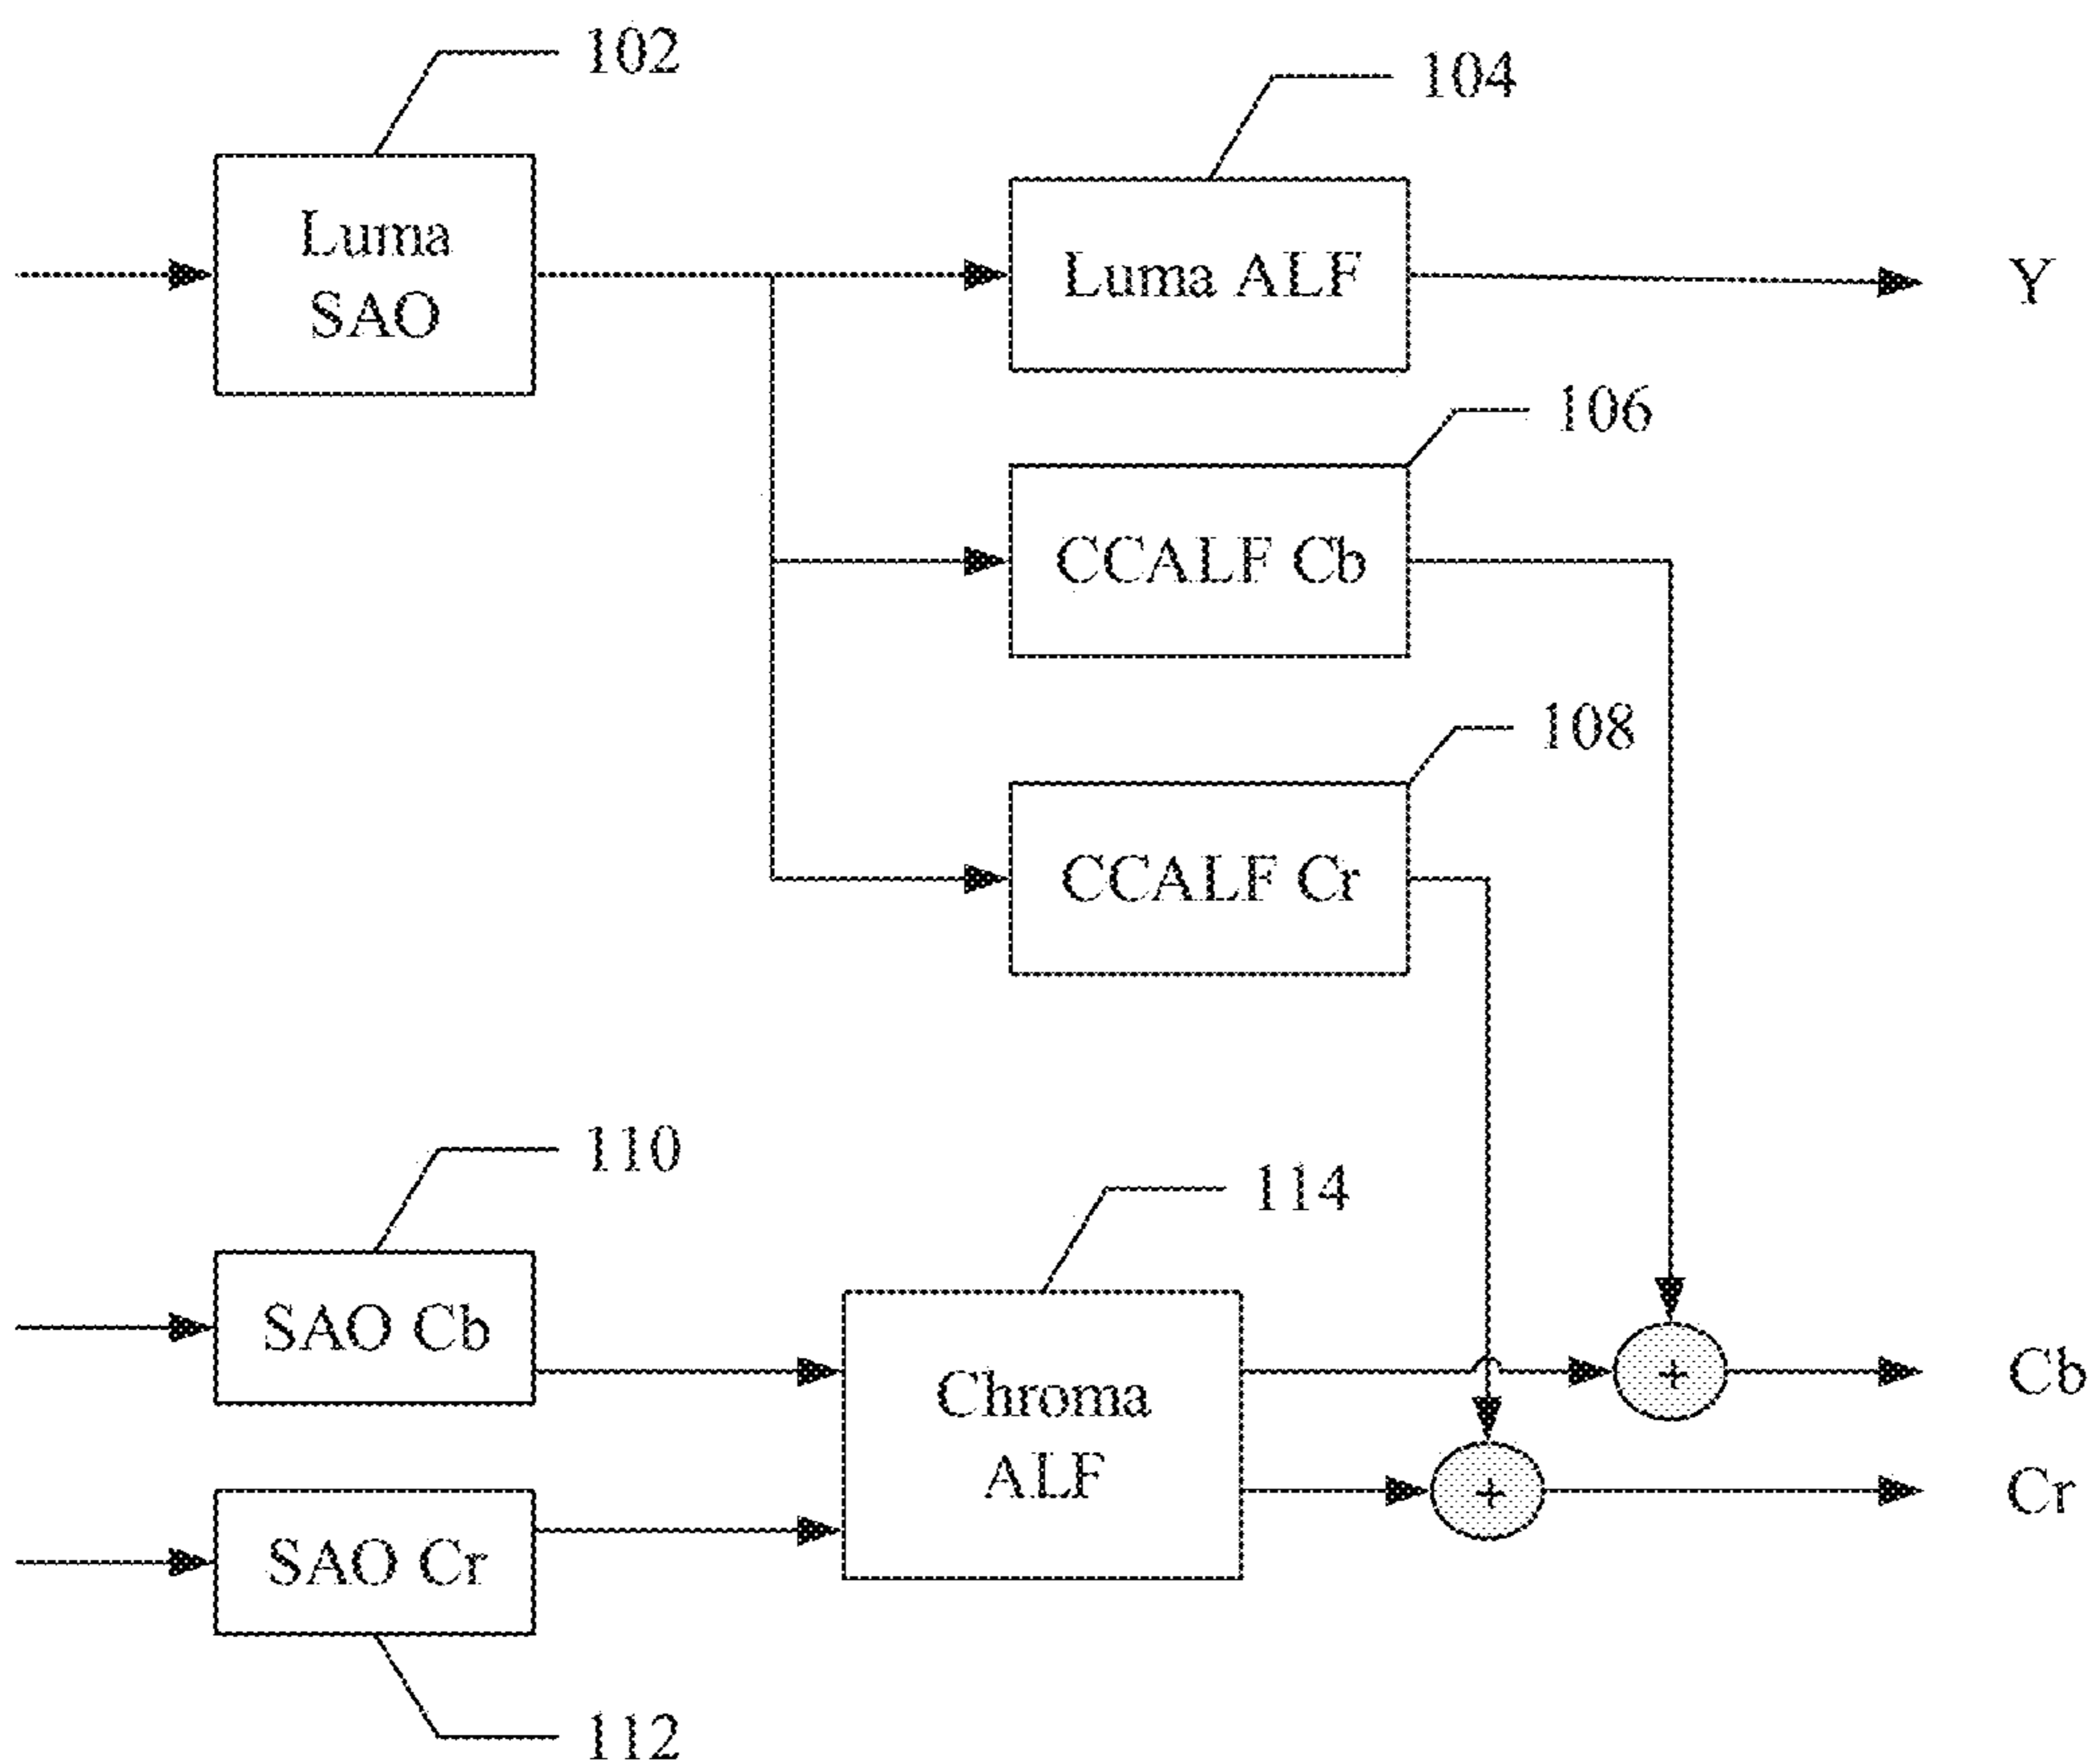 102
104
Luma
SAO
Luma ALF
Y
106
CCALF Cb
108
CCALF Cr
110
114
SAO Cb
Chroma
ALF
+
Cb
+
Cr
SAO Cr
112